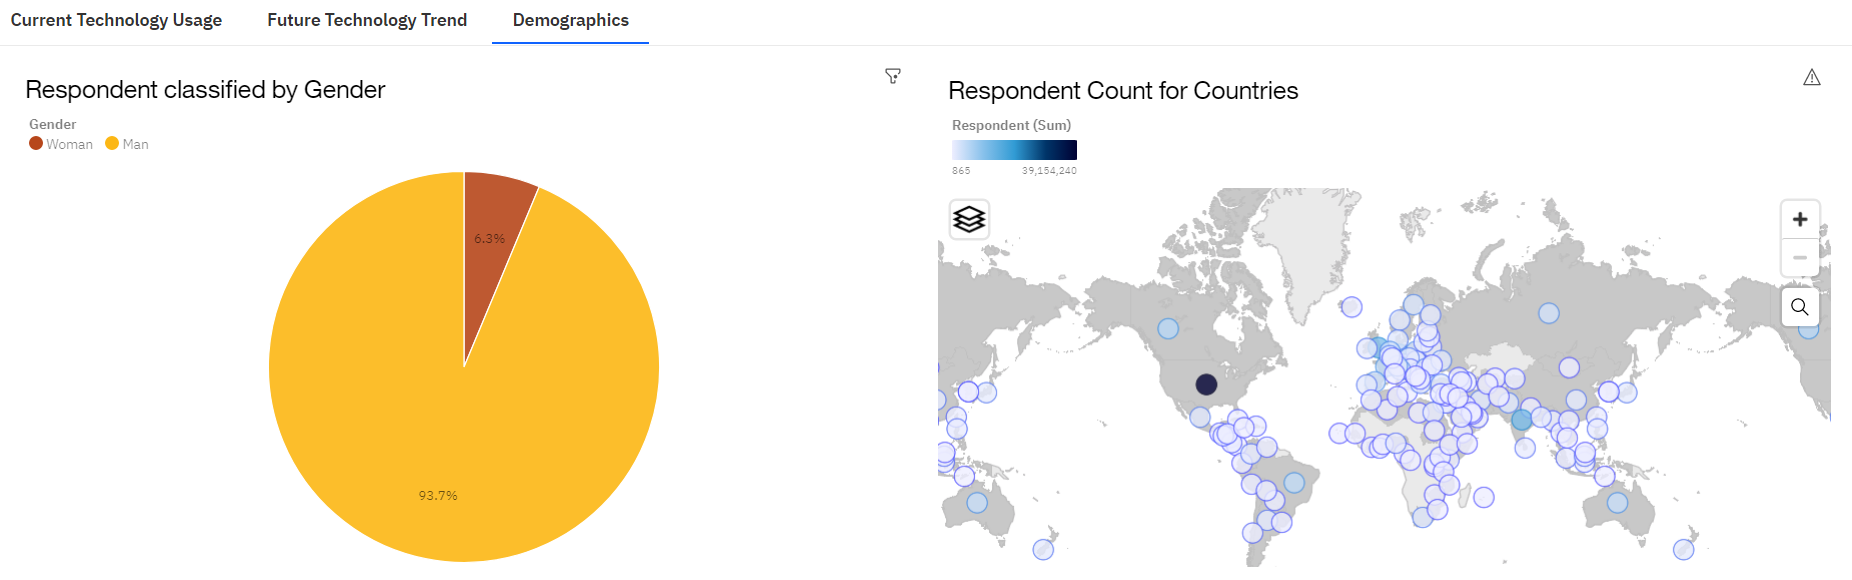 Current Technology Usage Future Technology Trend Demographics
Respondent classified by Gender
Gender
Woman Man
6.3%
93.7%
Respondent Count for Countries
Respondent (Sum)
865 39,154,240